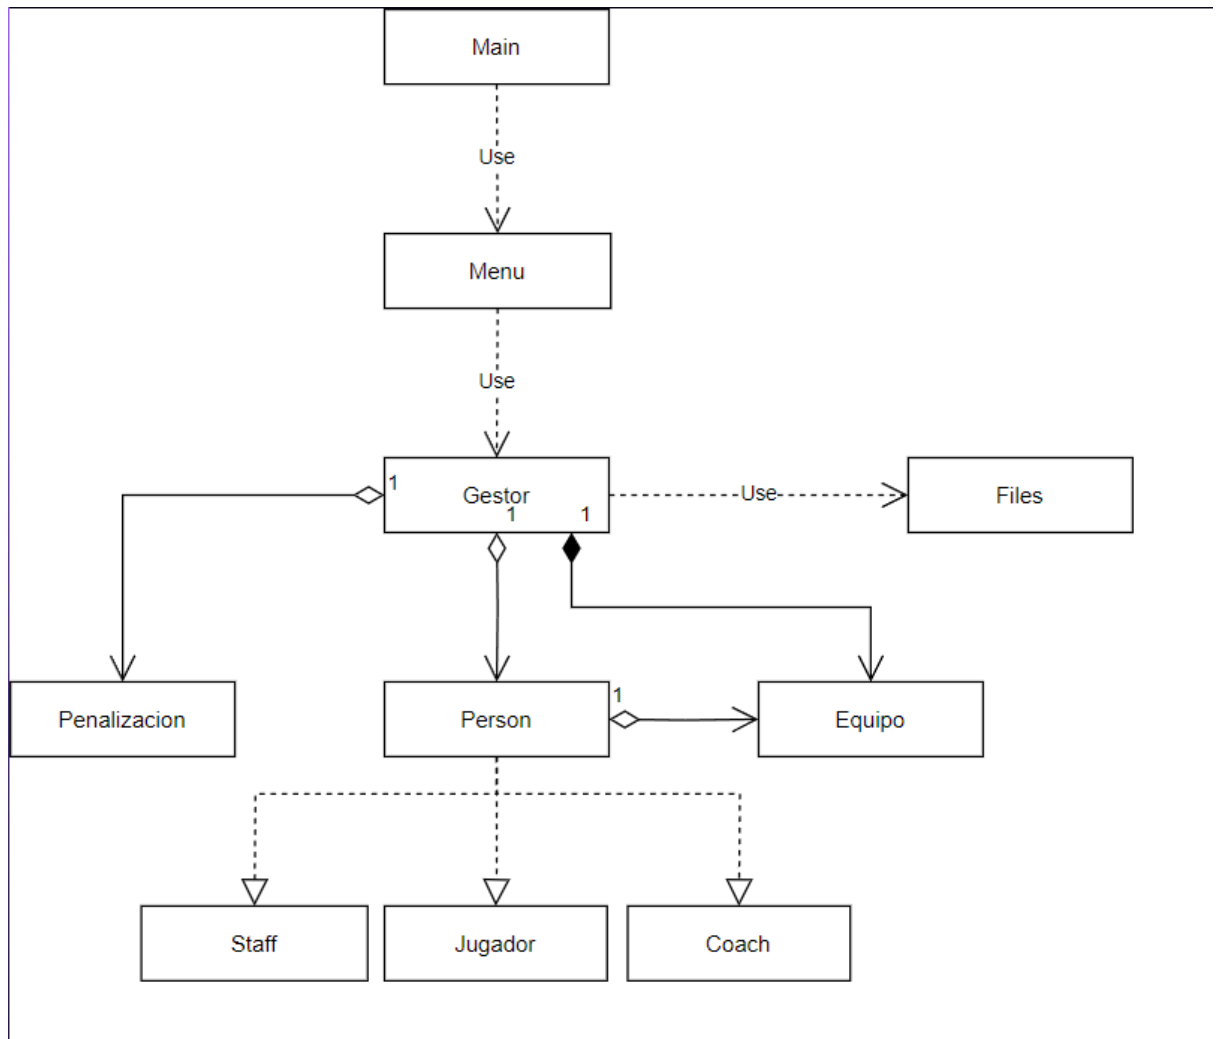 Main
Use
Menu
Use
1
Gestor
1
1
Use
Files
Penalizacion
Person
1
Equipo
Staff
Jugador
Coach